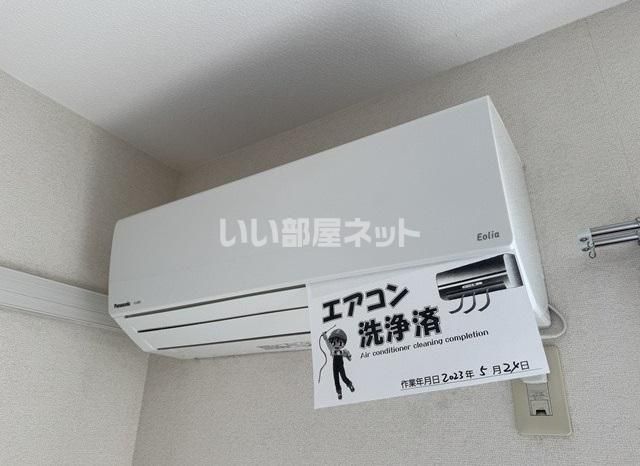 いい部屋ネット
Eolia
Panasonic
エアコン
洗浄済
Air conditioner cleaning completion
作業年月日2023年 5月24日